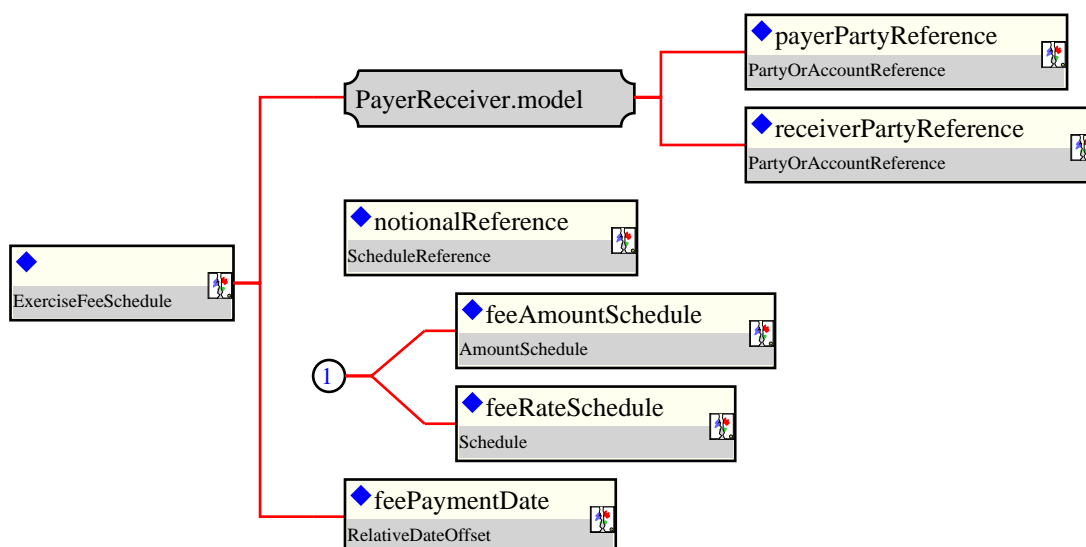 payerPartyReference
PartyOrAccountReference
PayerReceiver.model
receiverPartyReference
PartyOrAccountReference
notionalReference
ScheduleReference
ExerciseFeeSchedule
feeAmountSchedule
AmountSchedule
1
feeRateSchedule
Schedule
feePaymentDate
RelativeDateOffset